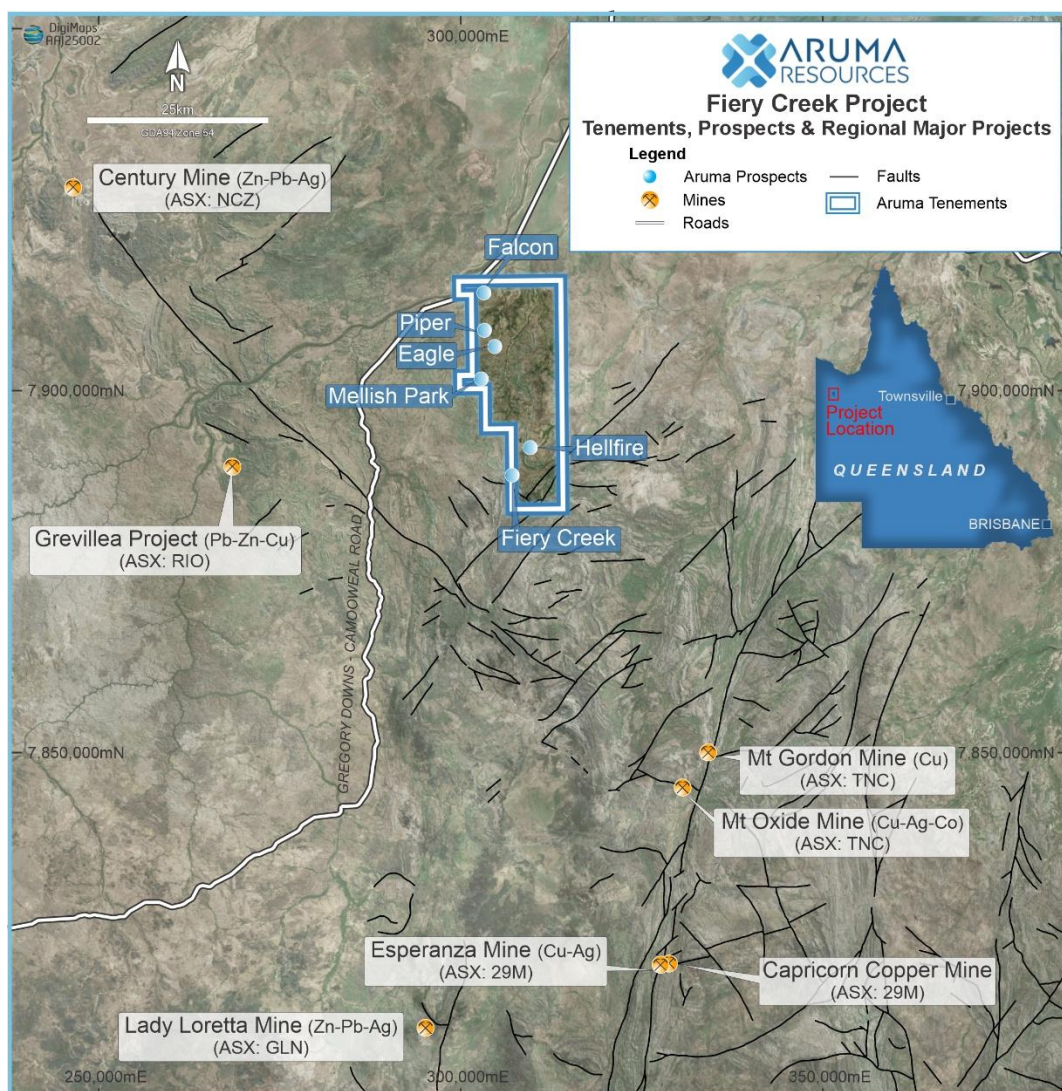 DigiMaps
AAJ25002
300,000mE
N
25km
GDA94 Zone 54
ARUMA
RESOURCES
Fiery Creek Project
Tenements, Prospects & Regional Major Projects
Legend
Aruma Prospects
Mines
Roads
Faults
Aruma Tenements
Century Mine (Zn-Pb-Ag)
(ASX: NCZ)
Falcon
Piper
Eagle
Mellish Park
Hellfire
Fiery Creek
7,900,000mN
7,900,000mN
Townsville
Project
Location
QUEENSLAND
BRISBANE
Grevillea Project (Pb-Zn-Cu)
(ASX: RIO)
GREGORY DOWNS - CAMOOWEAL ROAD
7,850,000mN
7,850,000mN
Mt Gordon Mine (Cu)
(ASX: TNC)
Mt Oxide Mine (Cu-Ag-Co)
(ASX: TNC)
Esperanza Mine (Cu-Ag)
(ASX: 29M)
Capricorn Copper Mine
(ASX: 29M)
Lady Loretta Mine (Zn-Pb-Ag)
(ASX: GLN)
250,000mE
300,000mE
350,000mE